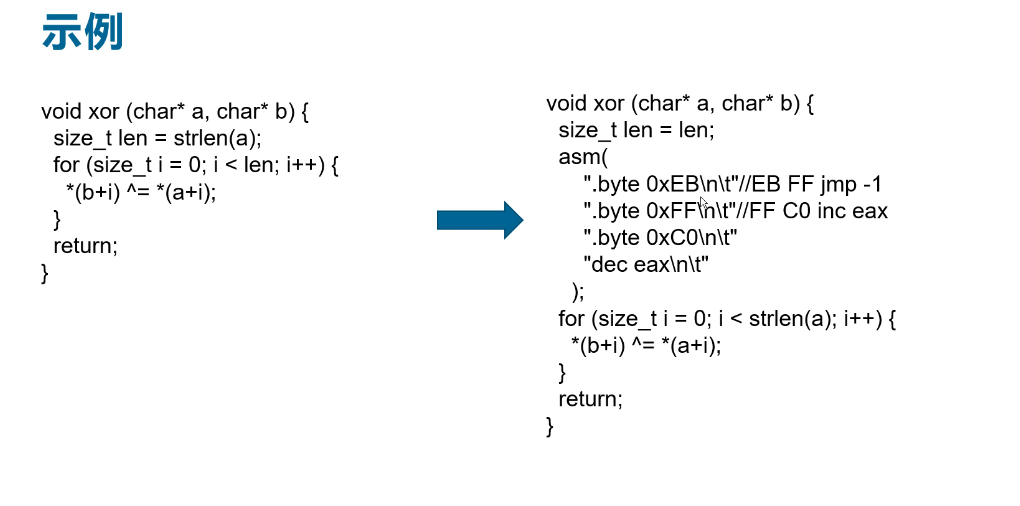 示例
void xor (char* a, char* b) {
size_t len = strlen(a);
for (size_t i = 0; i < len; i++) {
*(b+i) ^= *(a+i);
}
return;
}
void xor (char* a, char* b) {
size_t len = len;
asm(
".byte 0xEB\n\t"//EB FF jmp -1
".byte 0xFF\n\t"//FF C0 inc eax
".byte 0xC0\n\t"
"dec eax\n\t"
);
for (size_t i = 0; i < strlen(a); i++) {
*(b+i) ^= *(a+i);
}
return;
}